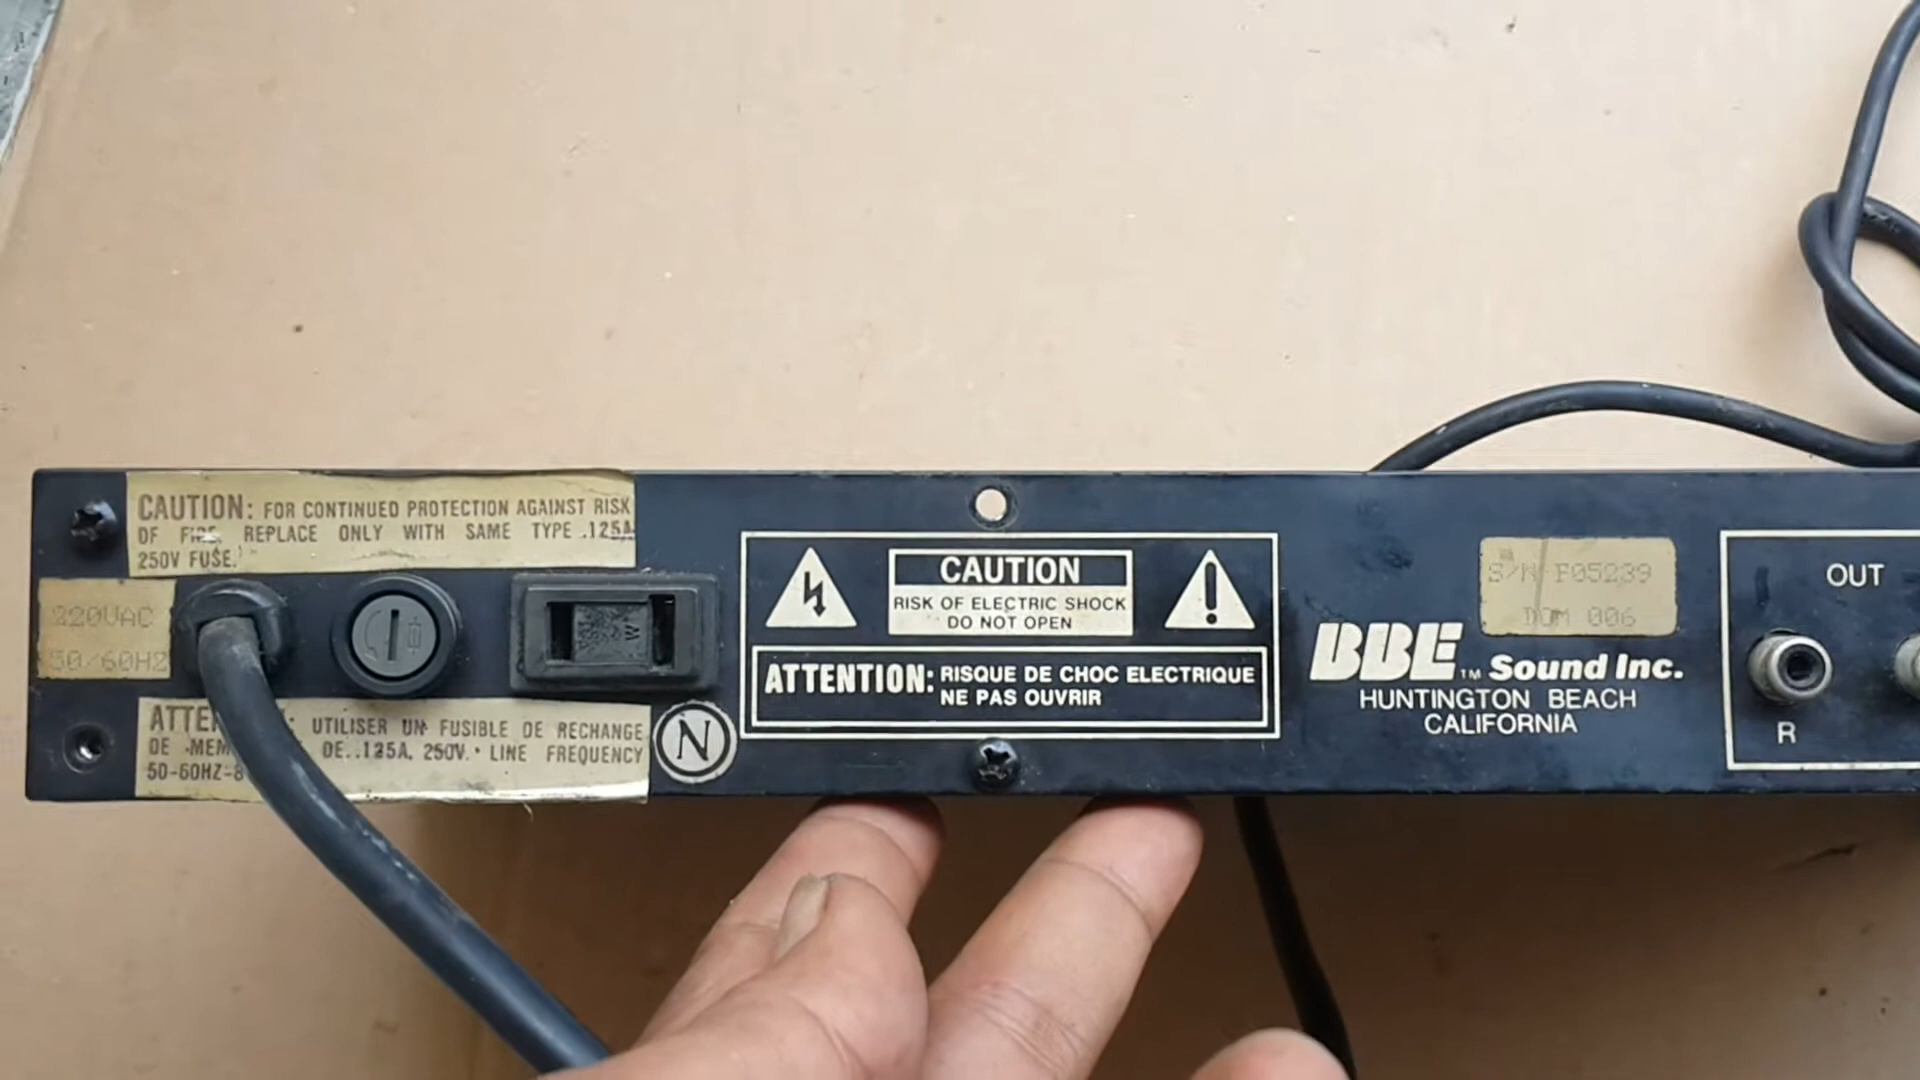 CAUTION: FOR CONTINUED PROTECTION AGAINST RISK
OF REPLACE ONLY WITH SAME TYPE .125A
250V FUSE.
220VAC
50/60HZ
UTILISER UN FUSIBLE DE RECHANGE
DE DE..125A, 250V. LINE FREQUENCY
50-60HZ
N
CAUTION
RISK OF ELECTRIC SHOCK
DO NOT OPEN
ATTENTION: RISQUE DE CHOC ELECTRIQUE
NE PAS OUVRIR
BBE TM Sound Inc.
HUNTINGTON BEACH
CALIFORNIA
S/N F05239
DOM 006
OUT
R